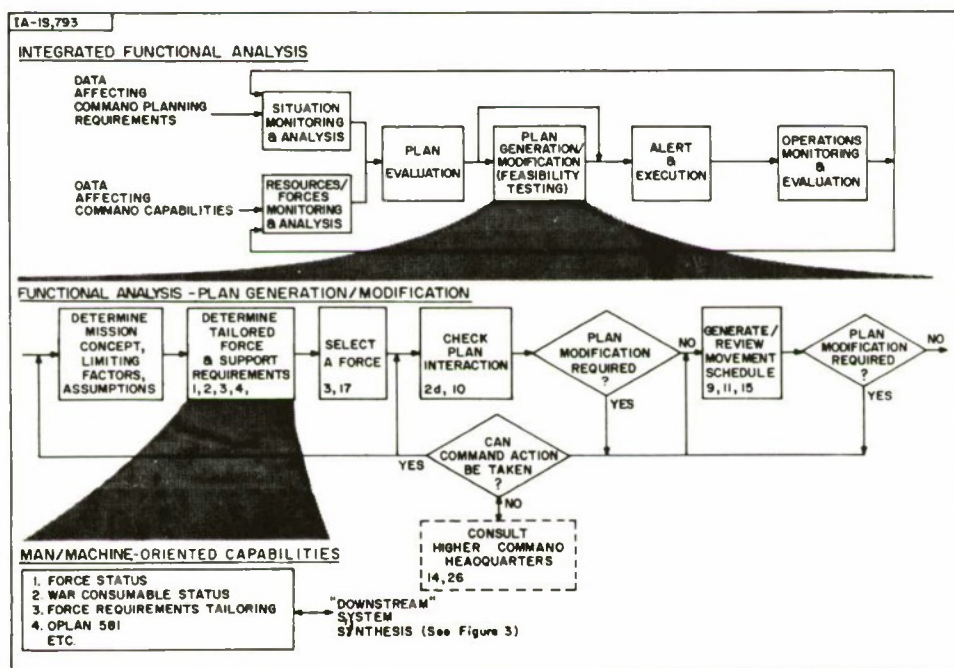 IA-18,793
INTEGRATED FUNCTIONAL ANALYSIS
DATA
AFFECTING
COMMAND PLANNING
REQUIREMENTS
SITUATION
MONITORING
& ANALYSIS
DATA
AFFECTING
COMMAND CAPABILITIES
RESOURCES/
FORCES
MONITORING
& ANALYSIS
PLAN
EVALUATION
PLAN
GENERATION/
MODIFICATION
(FEASIBILITY
TESTING)
ALERT
&
EXECUTION
OPERATIONS
MONITORING
& EVALUATION
FUNCTIONAL ANALYSIS - PLAN GENERATION/MODIFICATION
DETERMINE
MISSION
CONCEPT,
LIMITING
FACTORS,
ASSUMPTIONS
DETERMINE
TAILORED
FORCE
& SUPPORT
REQUIREMENTS
1,2,3,4,
SELECT
A FORCE
3,17
CHECK
PLAN
INTERACTION
2d, 10
PLAN
MODIFICATION
REQUIRED
?
NO
YES
GENERATE/
REVIEW
MOVEMENT
SCHEDULE
9,11,15
PLAN
MODIFICATION
REQUIRED
?
NO
YES
CAN
COMMAND ACTION
BE TAKEN
?
YES
NO
CONSULT
HIGHER COMMAND
HEADQUARTERS
14,26
MAN/MACHINE-ORIENTED CAPABILITIES
1. FORCE STATUS
2. WAR CONSUMABLE STATUS
3. FORCE REQUIREMENTS TAILORING
4. OPLAN 581
ETC.
"DOWNSTREAM"
SYSTEM
SYNTHESIS (See Figure 3)